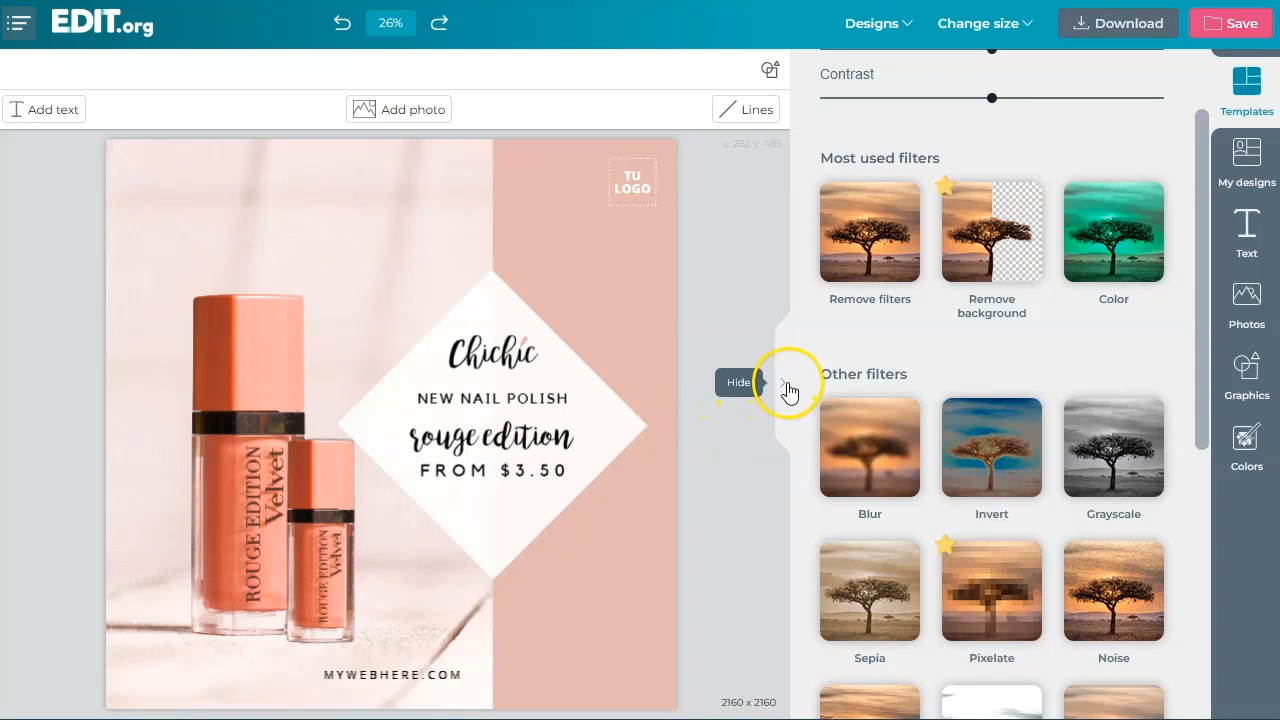 EDIT.org
26%
Designs
Change size
Download
Save
Add text
Add photo
Lines
x: 282 y: 485
TU
LOGO
Chichic
NEW NAIL POLISH
rouge edition
FROM $3.50
ROUGE EDITION
Velvet
ROUGE EDITION
Velvet
MYWEBHERE.COM
2160 x 2160
Hide
Contrast
Most used filters
Remove filters
Remove
background
Color
Other filters
Blur
Invert
Grayscale
Sepia
Pixelate
Noise
Templates
My designs
Text
Photos
Graphics
Colors